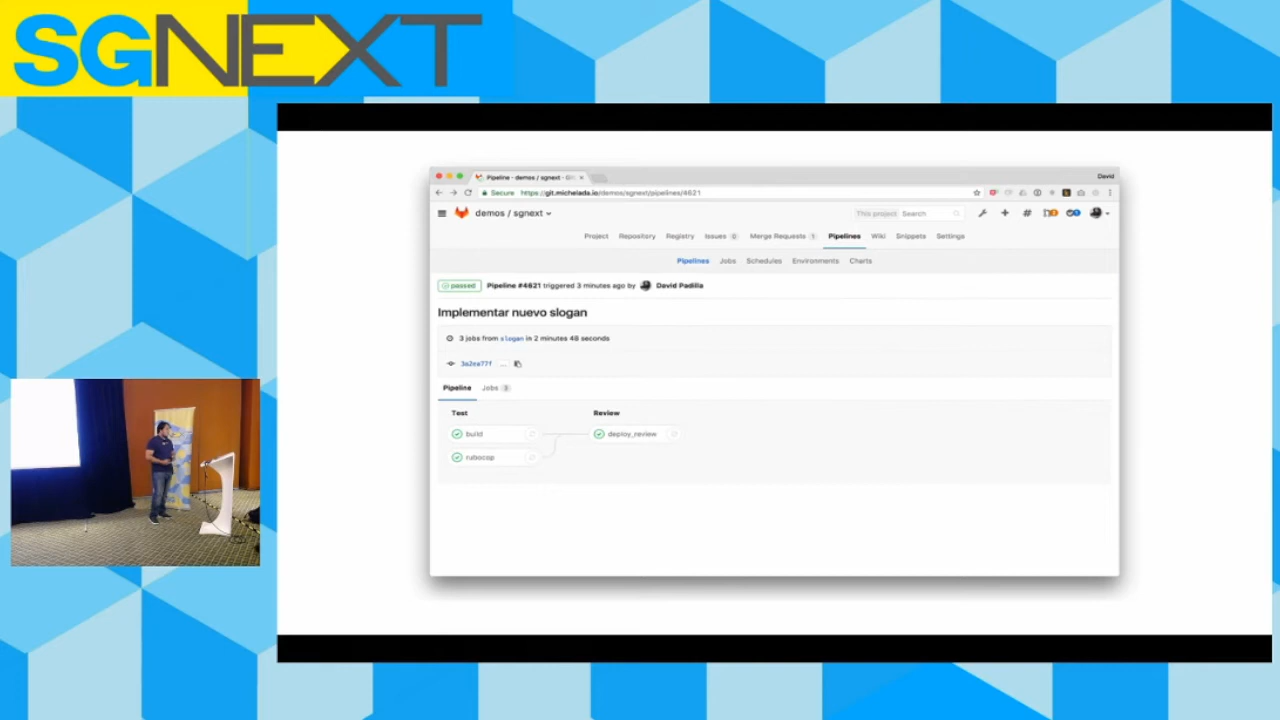 SGNEXT
Pipeline - demos / sgnext - Git
David
Secure https://git.michelada.io/demos/sgnext/pipelines/4621
demos / sgnext
This project Search
Project Repository Registry Issues 0 Merge Requests 1 Pipelines Wiki Snippets Settings
Pipelines Jobs Schedules Environments Charts
passed Pipeline #4621 triggered 3 minutes ago by David Padilla
Implementar nuevo slogan
3 jobs from slogan in 2 minutes 48 seconds
3a2ea77f ...
Pipeline Jobs 3
Test Review
build deploy_review
rubocop